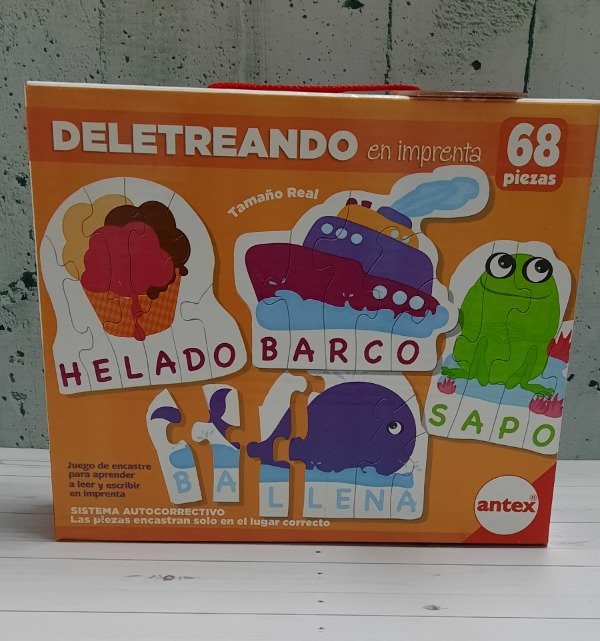 DELETREANDO en imprenta
68
piezas
Tamaño Real
HELADO
BARCO
SAPO
BALLENA
Juego de encastre
para aprender
a leer y escribir
en imprenta
SISTEMA AUTOCORRECTIVO
Las piezas encastran solo en el lugar correcto
antex®